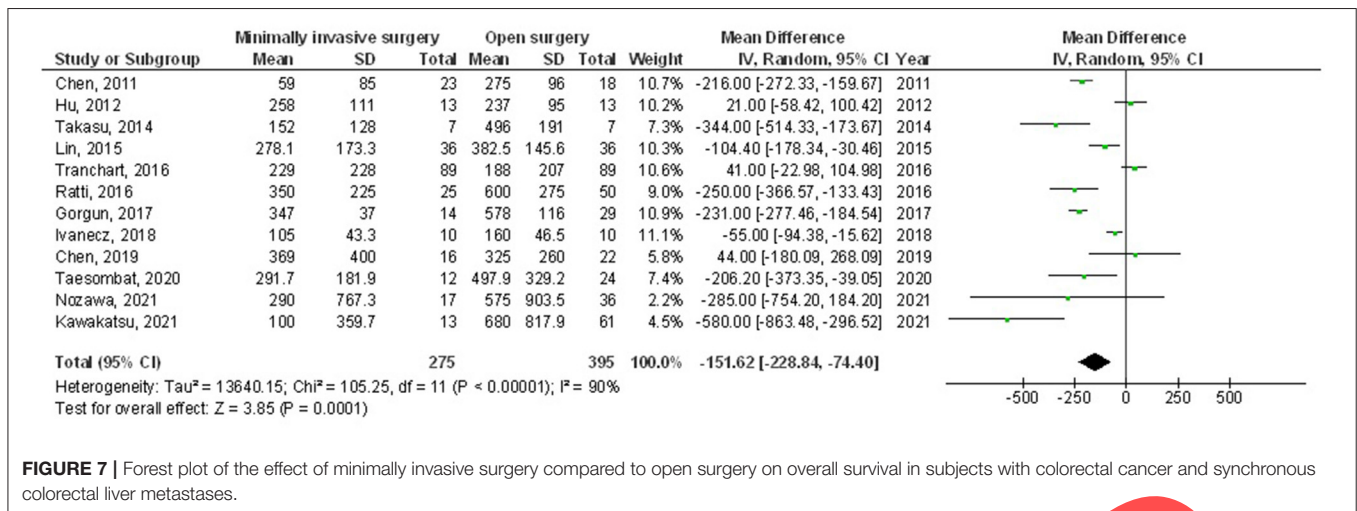 Minimally invasive surgery Open surgery Mean Difference Mean Difference
Study or Subgroup Mean SD Total Mean SD Total Weight IV, Random, 95% CI Year IV, Random, 95% CI
Chen, 2011 59 85 23 275 96 18 10.7% -216.00 [-272.33, -159.67] 2011
Hu, 2012 258 111 13 237 95 13 10.2% 21.00 [-58.42, 100.42] 2012
Takasu, 2014 152 128 7 496 191 7 7.3% -344.00 [-514.33, -173.67] 2014
Lin, 2015 278.1 173.3 36 382.5 145.6 36 10.3% -104.40 [-178.34, -30.46] 2015
Tranchart, 2016 229 228 89 188 207 89 10.6% 41.00 [-22.98, 104.98] 2016
Ratti, 2016 350 225 25 600 275 50 9.0% -250.00 [-366.57, -133.43] 2016
Gorgun, 2017 347 37 14 578 116 29 10.9% -231.00 [-277.46, -184.54] 2017
Ivanecz, 2018 105 43.3 10 160 46.5 10 11.1% -55.00 [-94.38, -15.62] 2018
Chen, 2019 369 400 16 325 260 22 5.8% 44.00 [-180.09, 268.09] 2019
Taesombat, 2020 291.7 181.9 12 497.9 329.2 24 7.4% -206.20 [-373.35, -39.05] 2020
Nozawa, 2021 290 767.3 17 575 903.5 36 2.2% -285.00 [-754.20, 184.20] 2021
Kawakatsu, 2021 100 359.7 13 680 817.9 61 4.5% -580.00 [-863.48, -296.52] 2021
Total (95% CI) 275 395 100.0% -151.62 [-228.84, -74.40]
Heterogeneity: Tau² = 13640.15; Chi² = 105.25, df = 11 (P < 0.00001); I² = 90%
Test for overall effect: Z = 3.85 (P = 0.0001)
-500 -250 0 250 500
FIGURE 7 | Forest plot of the effect of minimally invasive surgery compared to open surgery on overall survival in subjects with colorectal cancer and synchronous
colorectal liver metastases.